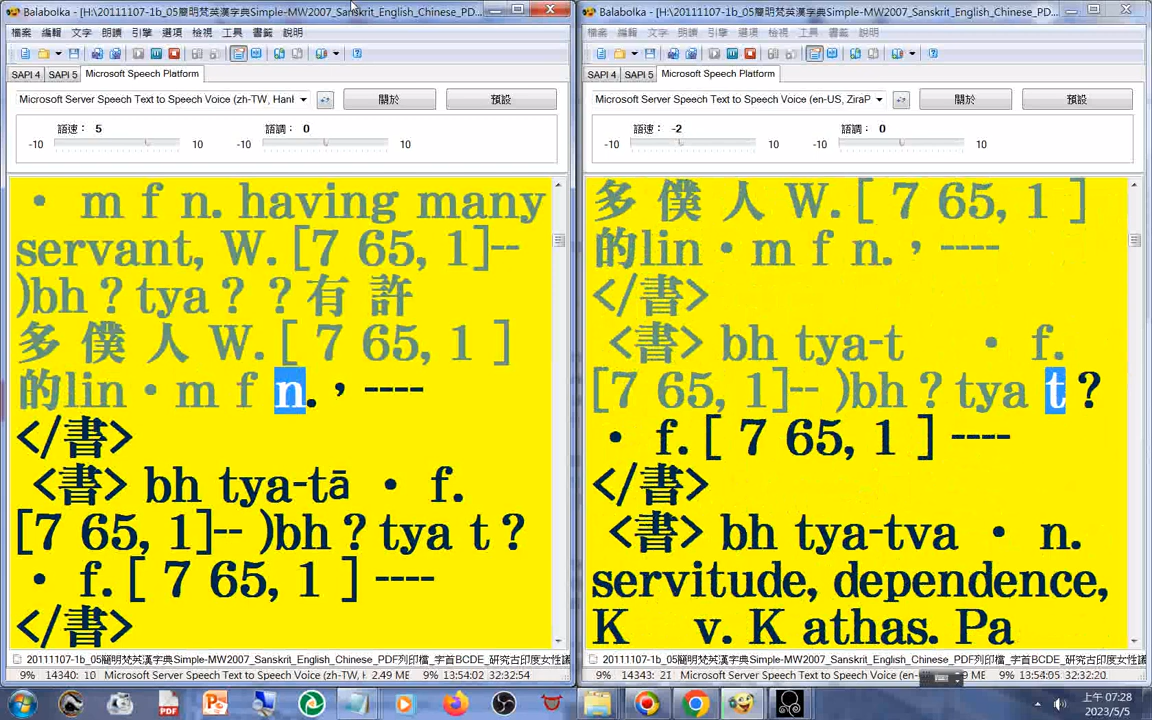 Balabolka - [H:\20111107-1b_05簡明梵英漢字典Simple-MW2007_Sanskrit_English_Chinese_PD...
檔案 編輯 文字 朗讀 引擎 選項 檢視 工具 書籤 說明
SAPI 4 SAPI 5 Microsoft Speech Platform
Microsoft Server Speech Text to Speech Voice (zh-TW, Hanl
關於 預設
語速： 5 語調： 0
-10 10 -10 10
• m f n. having many
servant, W. [7 65, 1]--
)bh ? tya ? ? 有 許
多 僕 人 W. [ 7 65, 1 ]
的lin • m f n. , ----
</書>
<書> bh tya-tā • f.
[7 65, 1]-- )bh ? tya t ?
• f. [ 7 65, 1 ] ----
</書>
20111107-1b_05簡明梵英漢字典Simple-MW2007_Sanskrit_English_Chinese_PDF列印檔_字首BCDE_研究古印度女性議
9% 14340: 10 Microsoft Server Speech Text to Speech Voice (zh-TW, H 2.49 ME 9% 13:54:02 32:32:54
Balabolka - [H:\20111107-1b_05簡明梵英漢字典Simple-MW2007_Sanskrit_English_Chinese_PD...
檔案 編輯 文字 朗讀 引擎 選項 檢視 工具 書籤 說明
SAPI 4 SAPI 5 Microsoft Speech Platform
Microsoft Server Speech Text to Speech Voice (en-US, ZiraP
關於 預設
語速： -2 語調： 0
-10 10 -10 10
多 僕 人 W. [ 7 65, 1 ]
的lin • m f n. , ----
</書>
<書> bh tya-t • f.
[7 65, 1]-- )bh ? tya t ?
• f. [ 7 65, 1 ] ----
</書>
<書> bh tya-tva • n.
servitude, dependence,
K v. K athas. Pa
20111107-1b_05簡明梵英漢字典Simple-MW2007_Sanskrit_English_Chinese_PDF列印檔_字首BCDE_研究古印度女性議
9% 14343: 21 Microsoft Server Speech Text to Speech Voice (en-US, 9 ME 9% 13:54:05 32:32:20
PDF
上午 07:28
2023/5/5